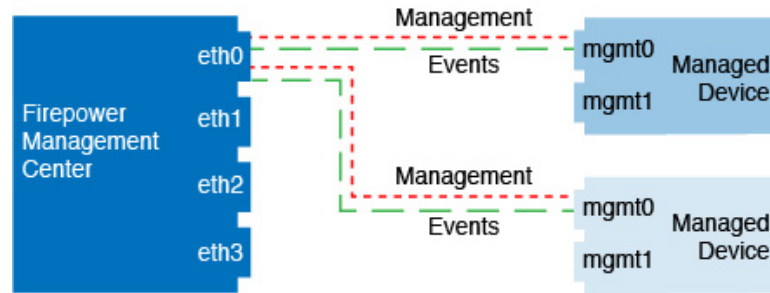 Management
eth0
Events
mgmt0
Managed
Device
mgmt1
Firepower
Management
Center
eth1
eth2
eth3
Management
Events
mgmt0
Managed
Device
mgmt1